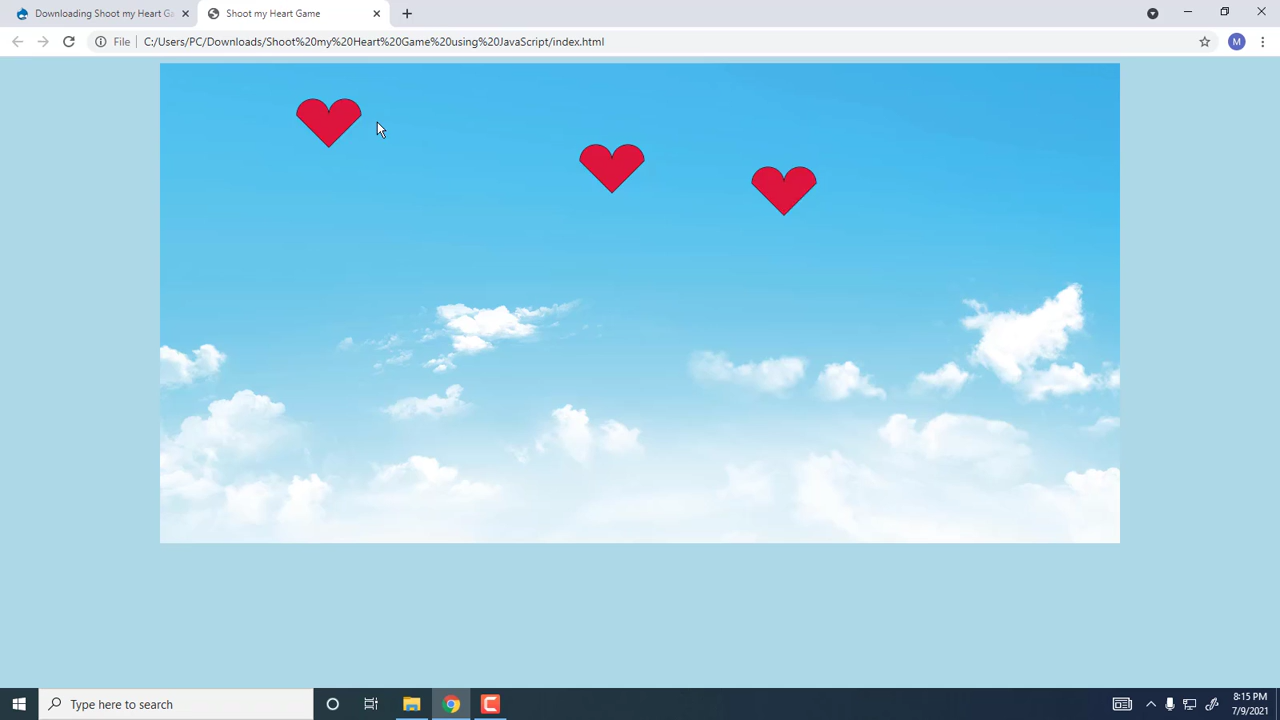 Downloading Shoot my Heart Ga
Shoot my Heart Game
File
C:/Users/PC/Downloads/Shoot%20my%20Heart%20Game%20using%20JavaScript/index.html
M
Type here to search
8:15 PM
7/9/2021